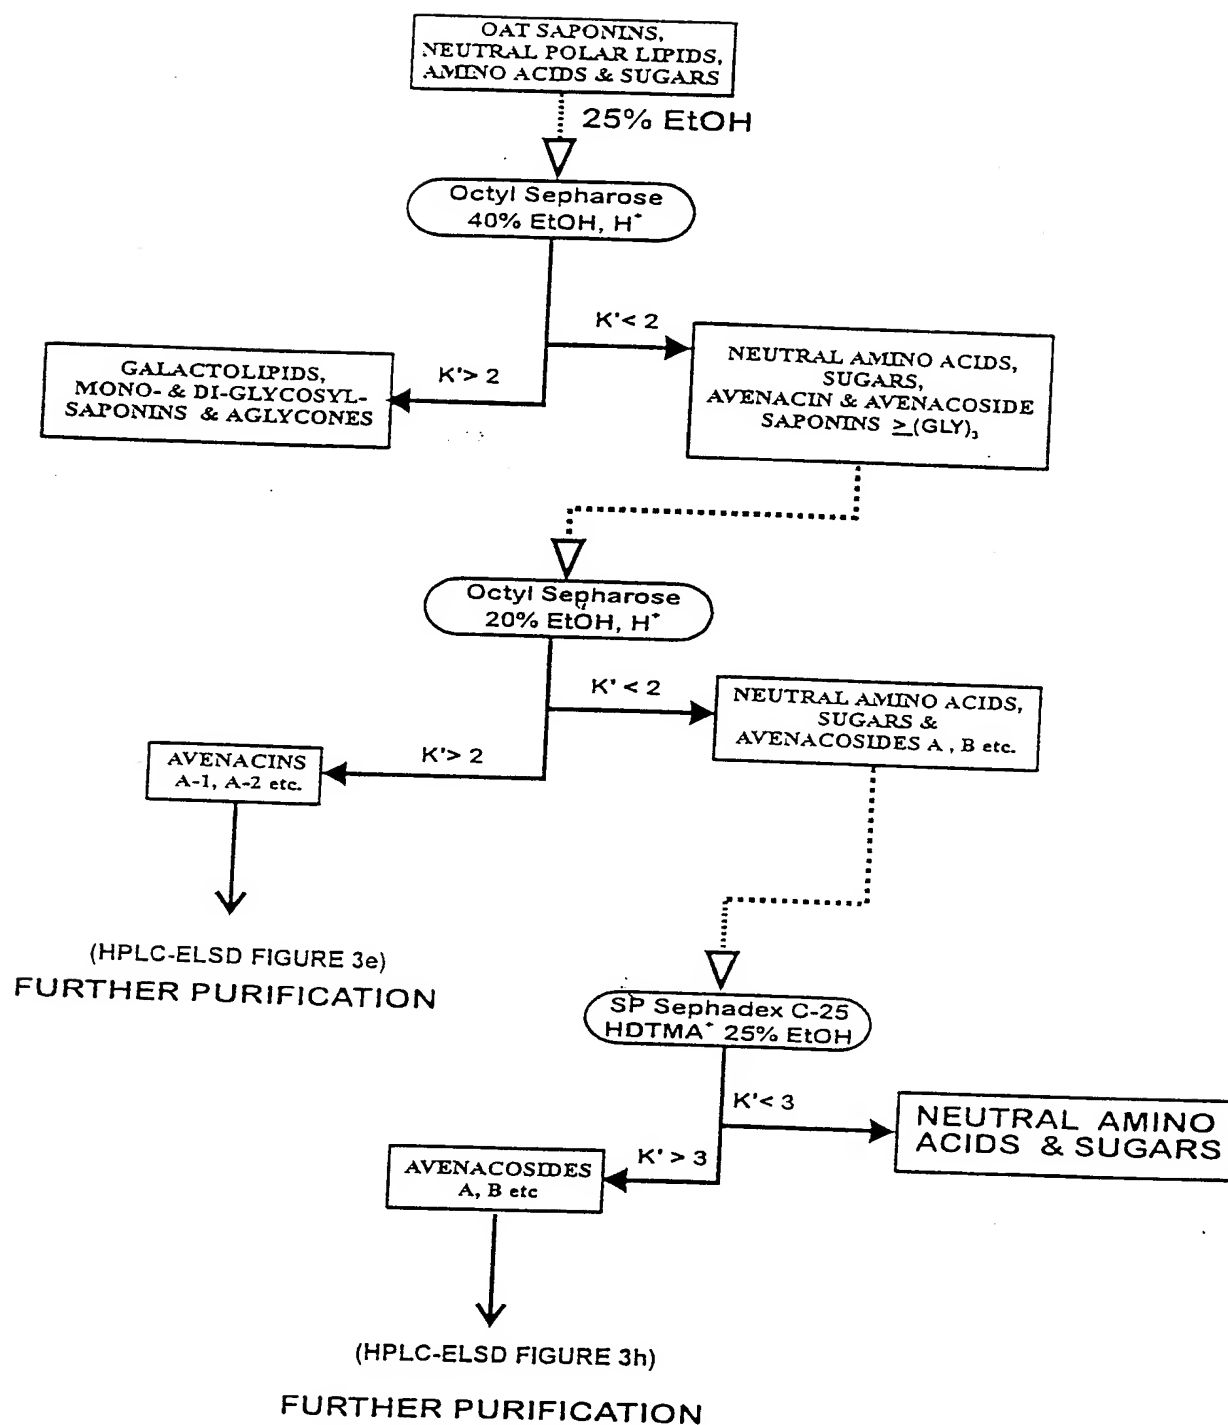 OAT SAPONINS,
NEUTRAL POLAR LIPIDS,
AMINO ACIDS & SUGARS
25% EtOH
Octyl Sepharose
40% EtOH, H⁺
K'< 2
K'> 2
GALACTOLIPIDS,
MONO- & DI-GLYCOSYL-
SAPONINS & AGLYCONES
NEUTRAL AMINO ACIDS,
SUGARS,
AVENACIN & AVENACOSIDE
SAPONINS ≥(GLY)₃
Octyl Sepharose
20% EtOH, H⁺
K' < 2
K'> 2
NEUTRAL AMINO ACIDS,
SUGARS &
AVENACOSIDES A , B etc.
AVENACINS
A-1, A-2 etc.
(HPLC-ELSD FIGURE 3e)
FURTHER PURIFICATION
SP Sephadex C-25
HDTMA⁺ 25% EtOH
K'< 3
K' > 3
NEUTRAL AMINO
ACIDS & SUGARS
AVENACOSIDES
A, B etc
(HPLC-ELSD FIGURE 3h)
FURTHER PURIFICATION